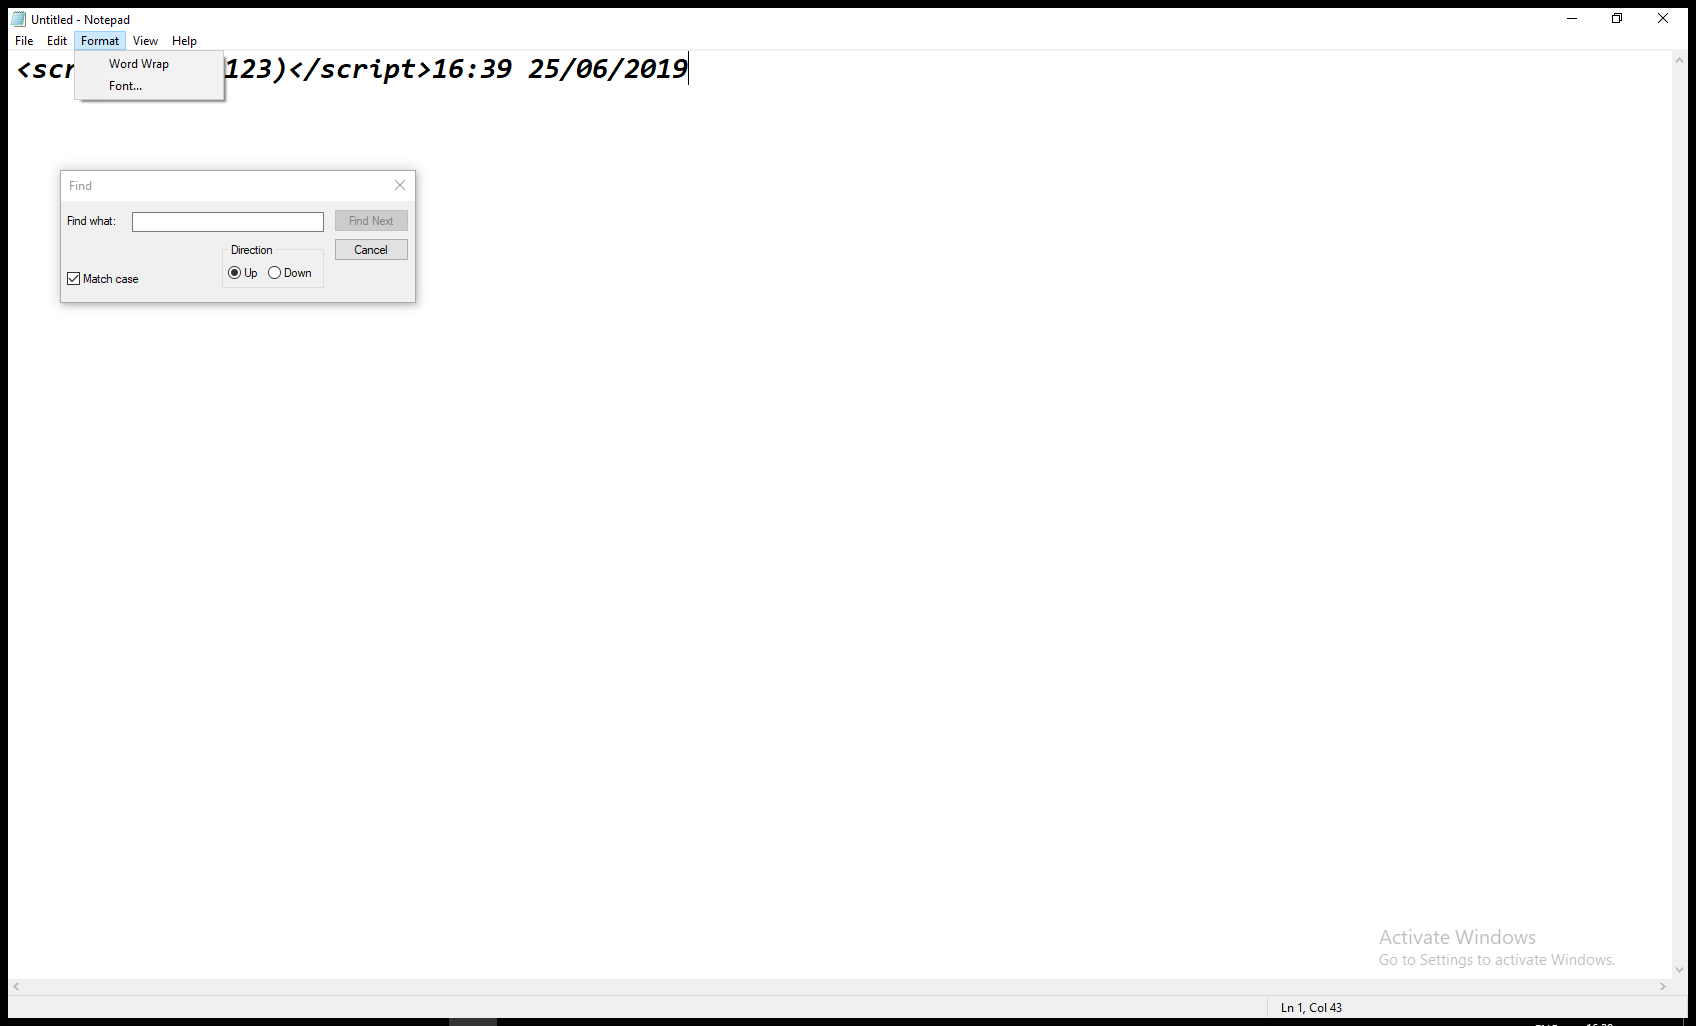 Untitled - Notepad
File Edit Format View Help
Word Wrap
Font...
<scr 123)</script>16:39 25/06/2019
Find
Find what:
Find Next
Direction
Cancel
Up Down
Match case
Activate Windows
Go to Settings to activate Windows.
Ln 1, Col 43